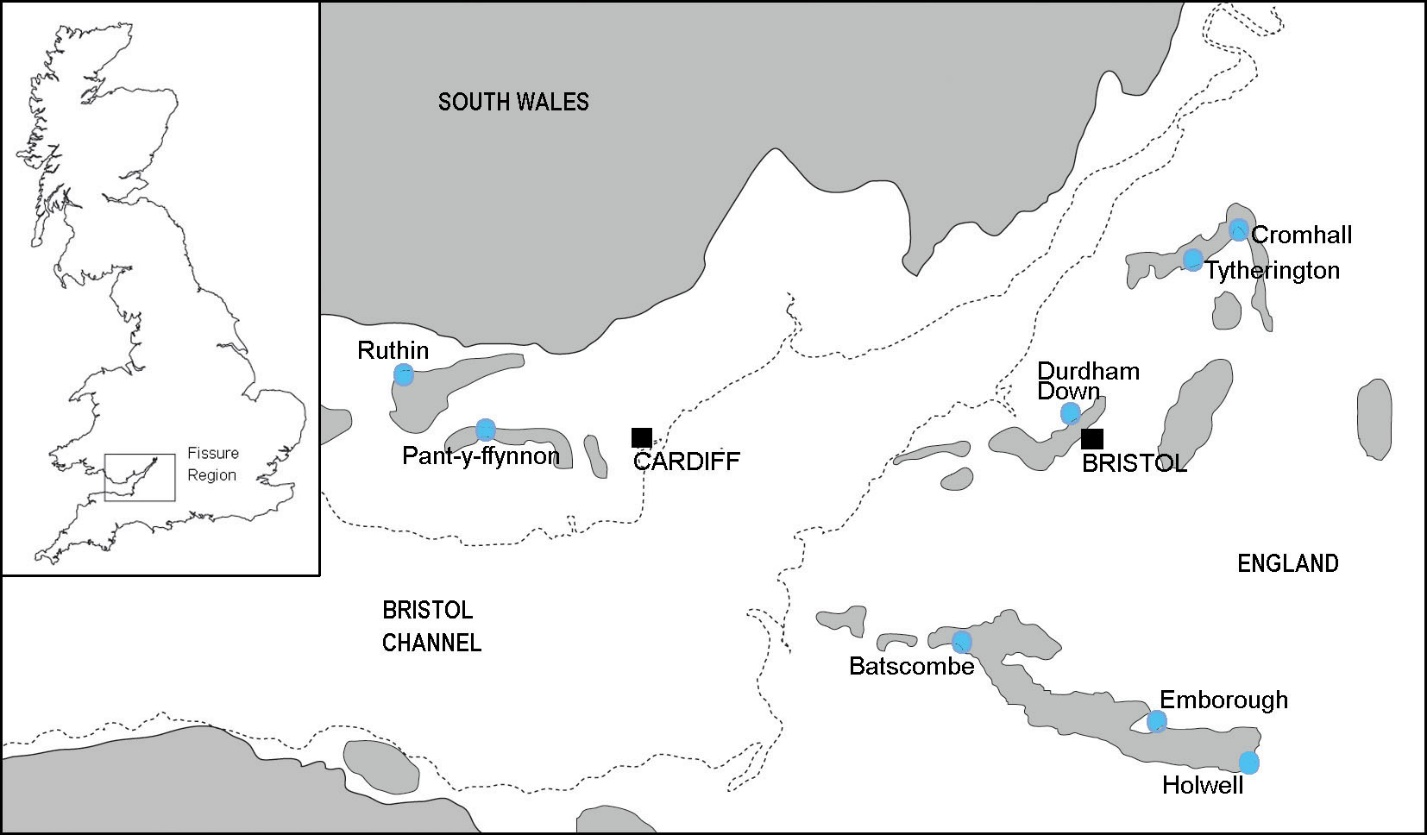 SOUTH WALES
Cromhall
Tytherington
Ruthin
Durdham
Down
Pant-y-ffynnon
CARDIFF
BRISTOL
Fissure
Region
ENGLAND
BRISTOL
CHANNEL
Batscombe
Emborough
Holwell